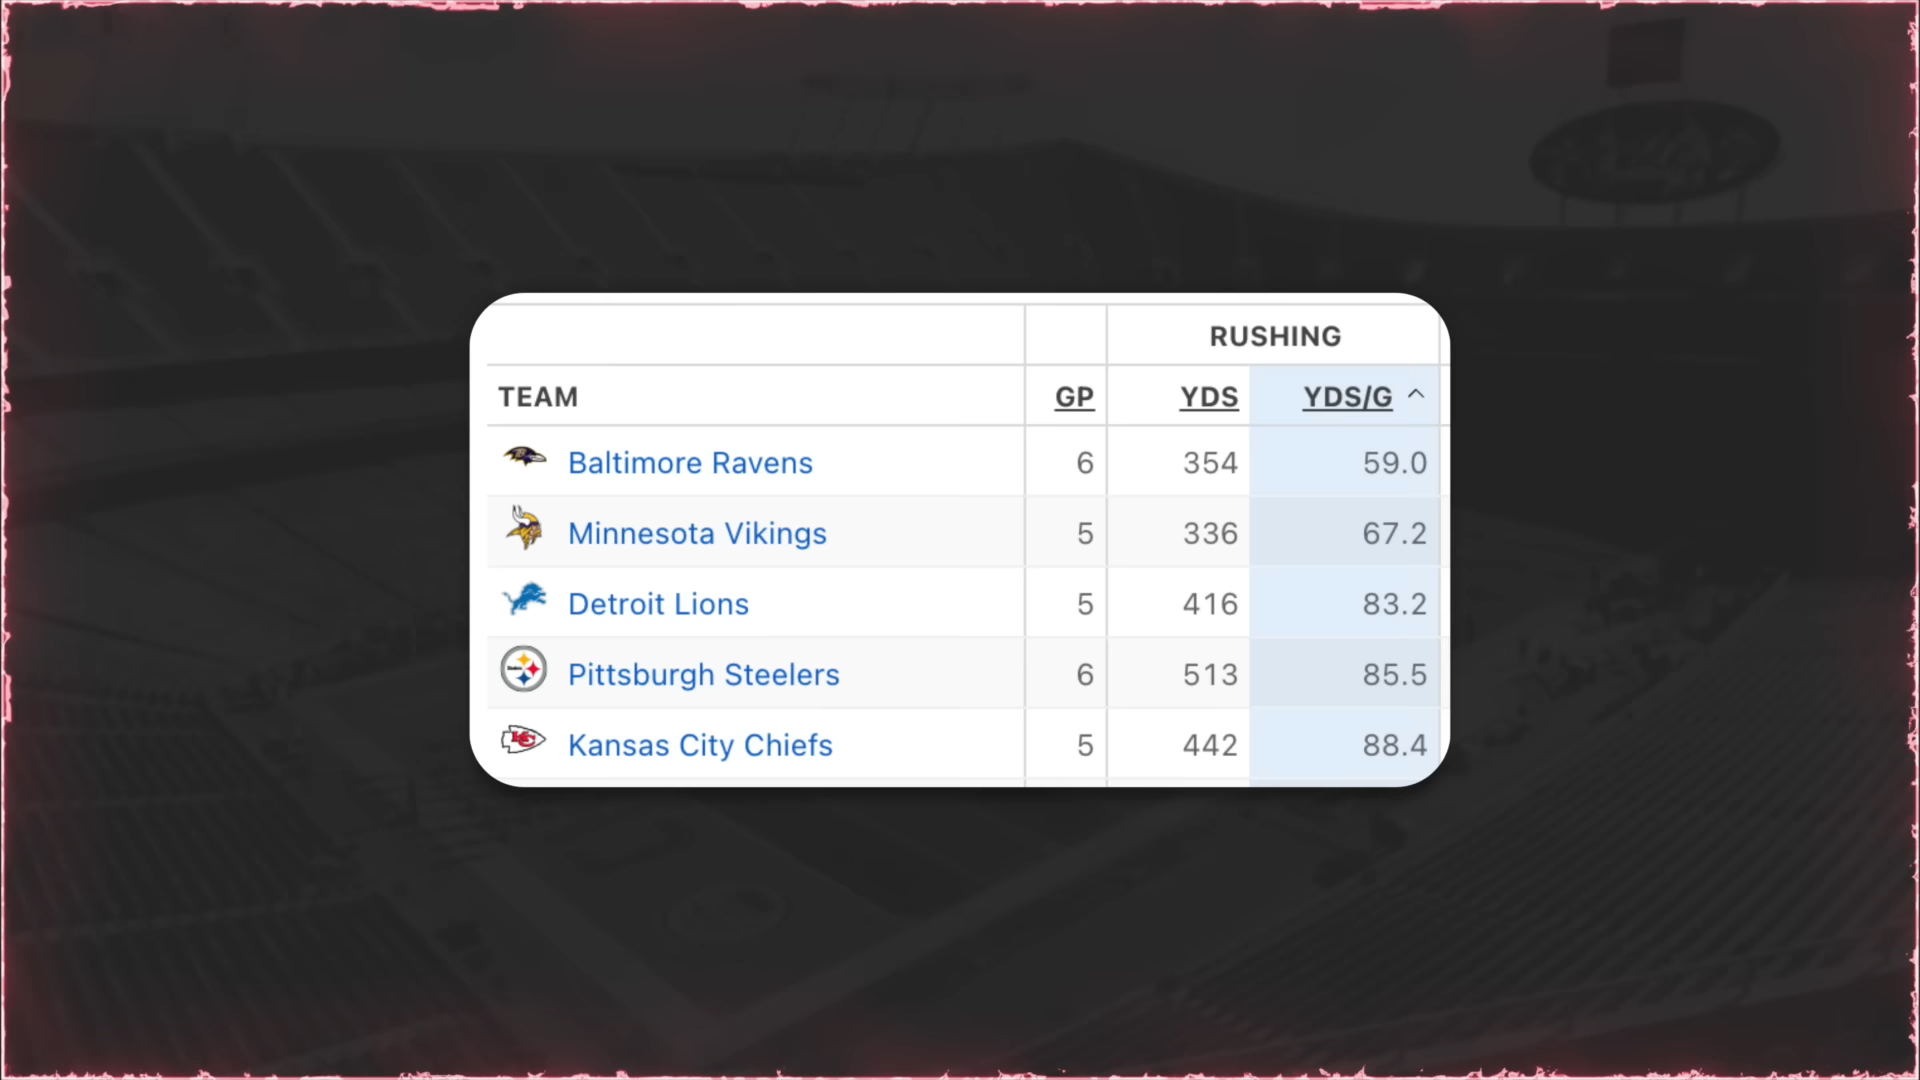 RUSHING
TEAM GP YDS YDS/G
Baltimore Ravens 6 354 59.0
Minnesota Vikings 5 336 67.2
Detroit Lions 5 416 83.2
Pittsburgh Steelers 6 513 85.5
Kansas City Chiefs 5 442 88.4